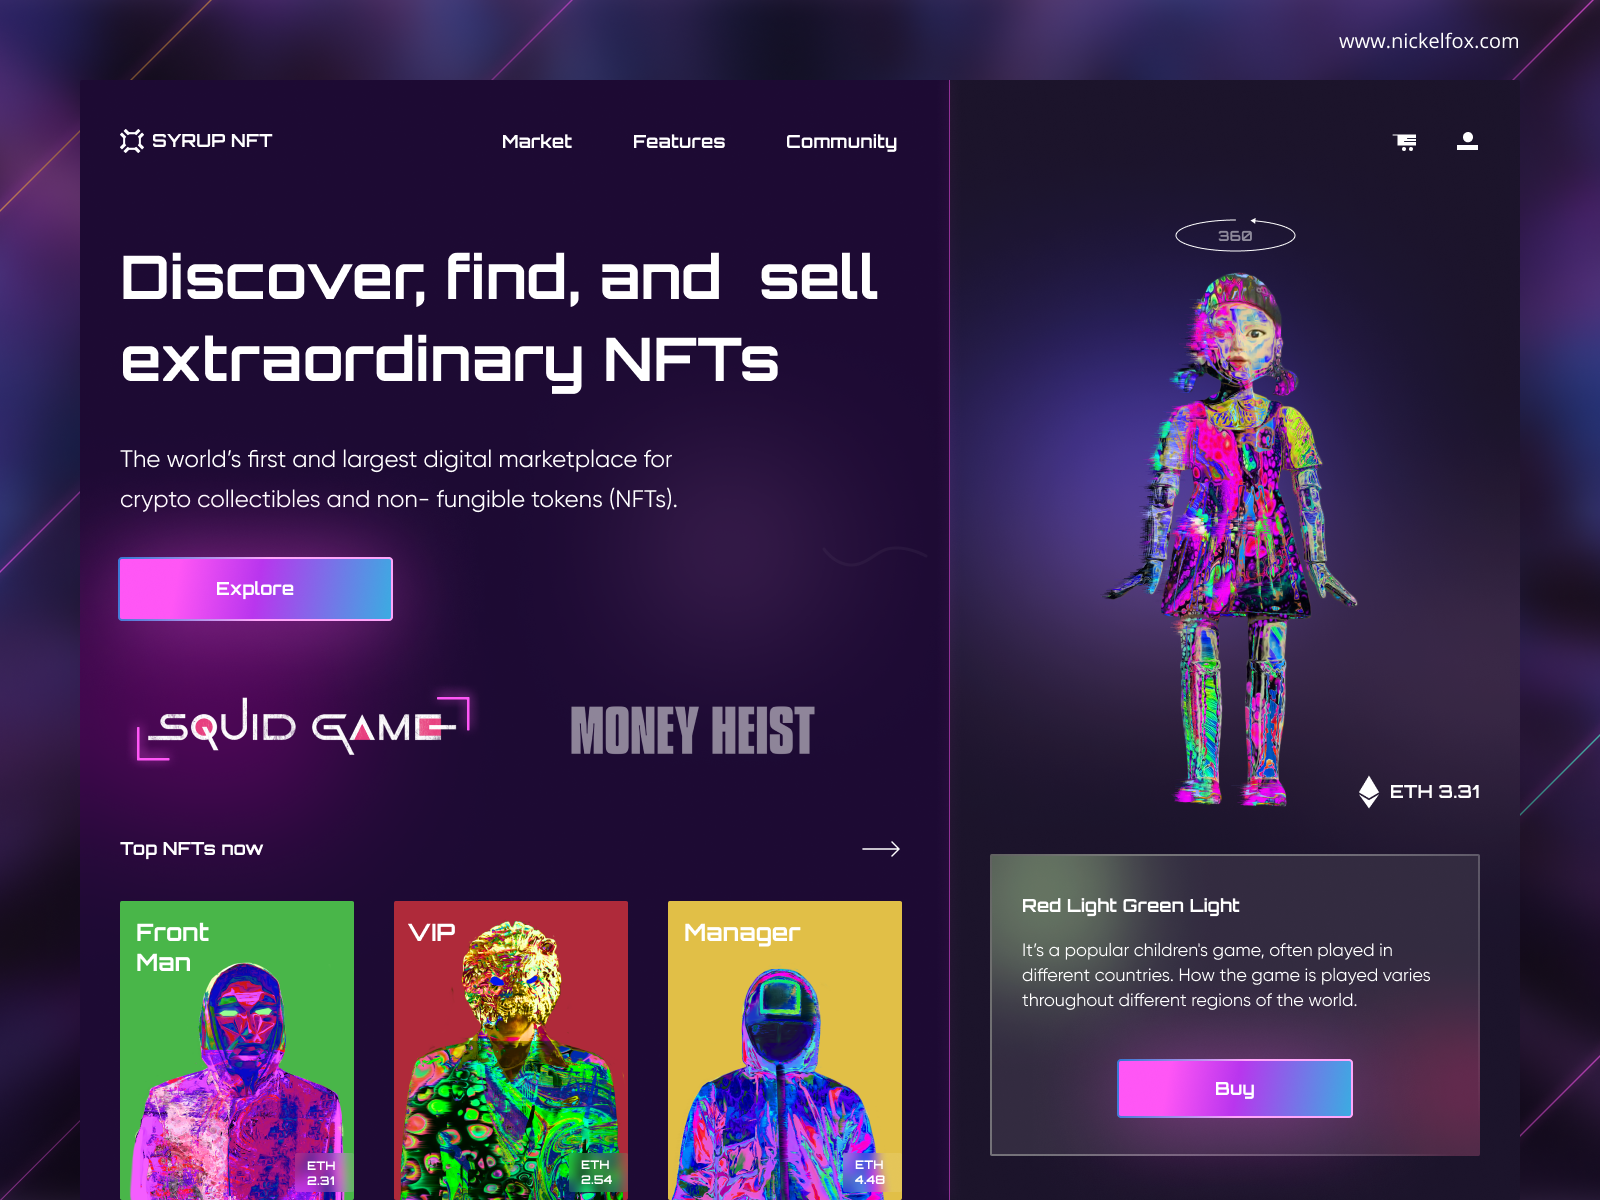 www.nickelfox.com
SYRUP NFT
Market
Features
Community
Discover, find, and sell
extraordinary NFTs
The world’s first and largest digital marketplace for
crypto collectibles and non- fungible tokens (NFTs).
Explore
SQUID GAME
MONEY HEIST
Top NFTs now
Front
Man
ETH
2.31
VIP
ETH
2.54
Manager
ETH
4.48
360
ETH 3.31
Red Light Green Light
It’s a popular children's game, often played in
different countries. How the game is played varies
throughout different regions of the world.
Buy